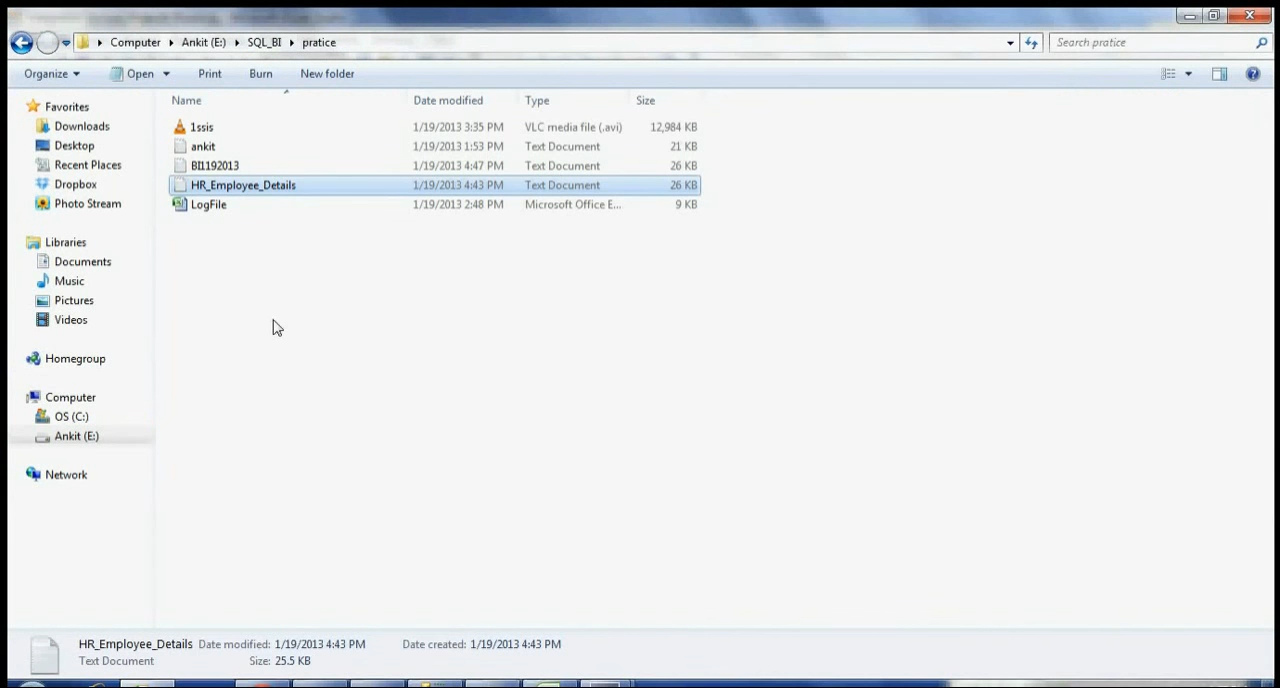 Computer Ankit (E:) SQL_BI pratice Search pratice
Organize Open Print Burn New folder
Name Date modified Type Size
Favorites
Downloads
Desktop
Recent Places
Dropbox
Photo Stream
Libraries
Documents
Music
Pictures
Videos
Homegroup
Computer
OS (C:)
Ankit (E:)
Network
1ssis 1/19/2013 3:35 PM VLC media file (.avi) 12,984 KB
ankit 1/19/2013 1:53 PM Text Document 21 KB
BI1192013 1/19/2013 4:47 PM Text Document 26 KB
HR_Employee_Details 1/19/2013 4:43 PM Text Document 26 KB
LogFile 1/19/2013 2:48 PM Microsoft Office E... 9 KB
HR_Employee_Details Date modified: 1/19/2013 4:43 PM Date created: 1/19/2013 4:43 PM
Text Document Size: 25.5 KB